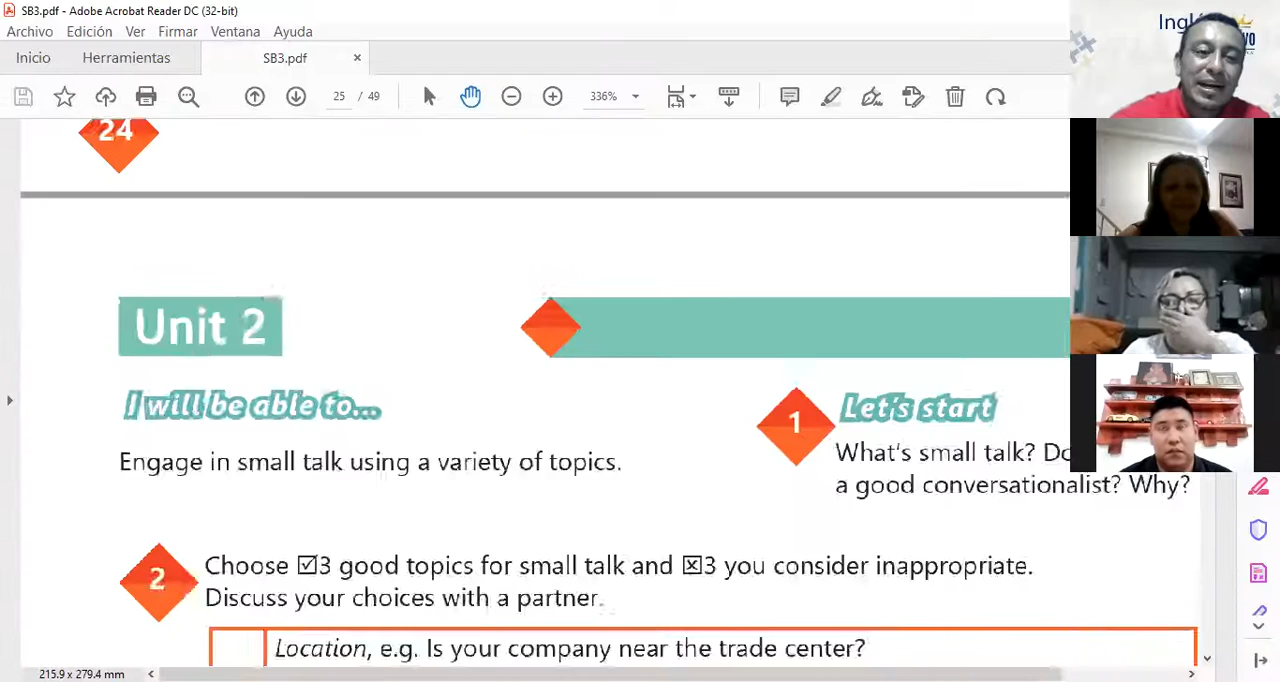 SB3.pdf - Adobe Acrobat Reader DC (32-bit)
Archivo Edición Ver Firmar Ventana Ayuda
Inicio Herramientas SB3.pdf ×
25 / 49 336%
24
Unit 2
I will be able to...
Engage in small talk using a variety of topics.
1 Let's start
What's small talk? Do
a good conversationalist? Why?
2 Choose ☑3 good topics for small talk and ☒3 you consider inappropriate.
Discuss your choices with a partner.
Location, e.g. Is your company near the trade center?
215.9 x 279.4 mm